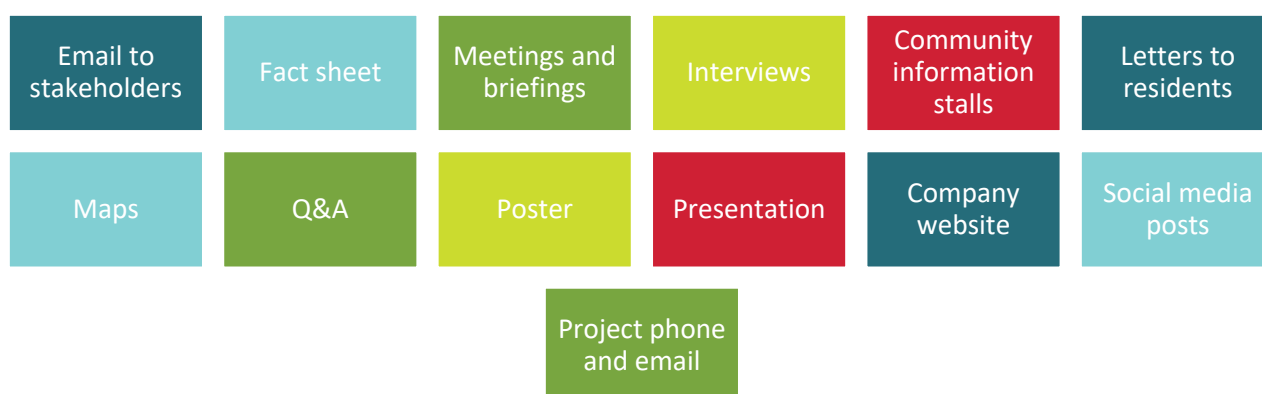 Email to
stakeholders
Fact sheet
Meetings and
briefings
Interviews
Community
information
stalls
Letters to
residents
Maps
Q&A
Poster
Presentation
Company
website
Social media
posts
Project phone
and email